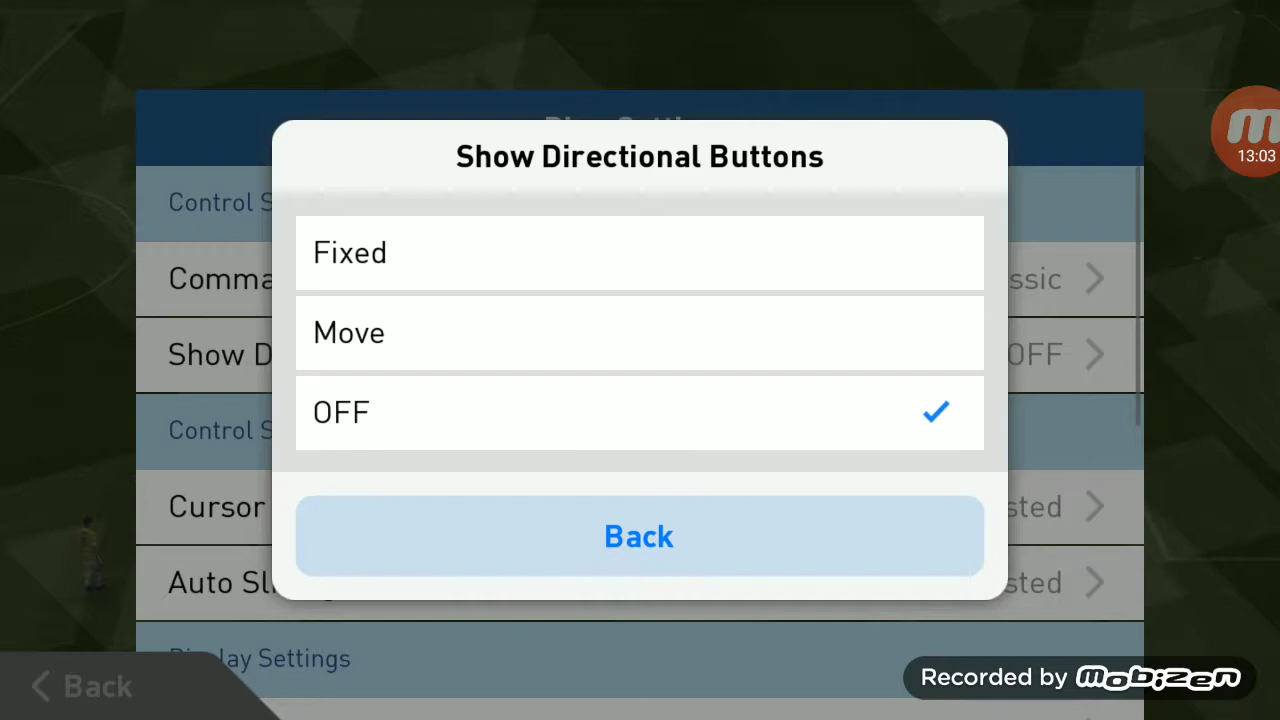 Show Directional Buttons
13:03
Control S
Fixed
Comma
ssic
Move
Show D
OFF
OFF
Control S
Cursor
sted
Back
Auto Sl
sted
Display Settings
Back
Recorded by mobizen